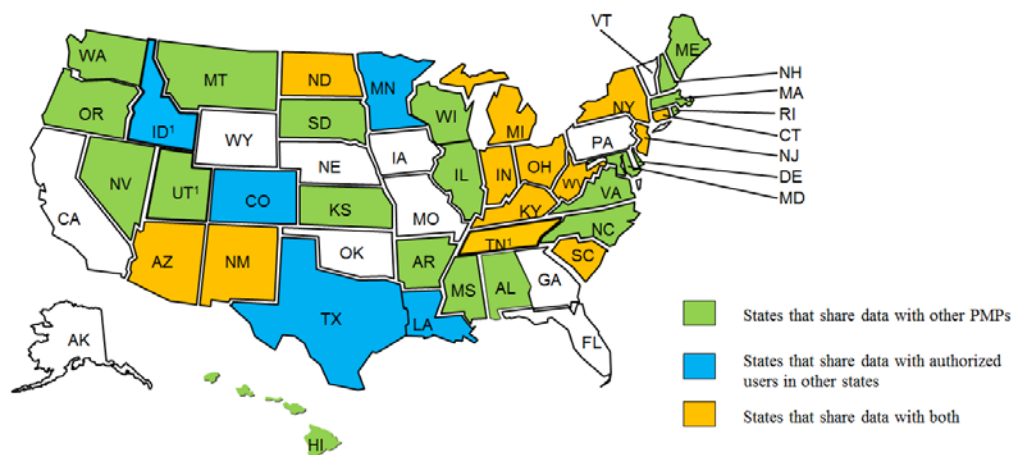 VT
ME
WA
MT
ND
MN
NH
MA
OR
ID¹
SD
WI
MI
NY
RI
CT
WY
PA
NJ
IA
NE
OH
DE
NV
UT¹
CO
IL
IN
WV
MD
VA
CA
KS
MO
KY
NC
TN¹
AZ
NM
OK
AR
SC
MS
AL
GA
TX
LA
FL
AK
HI
States that share data with other PMPs
States that share data with authorized
users in other states
States that share data with both